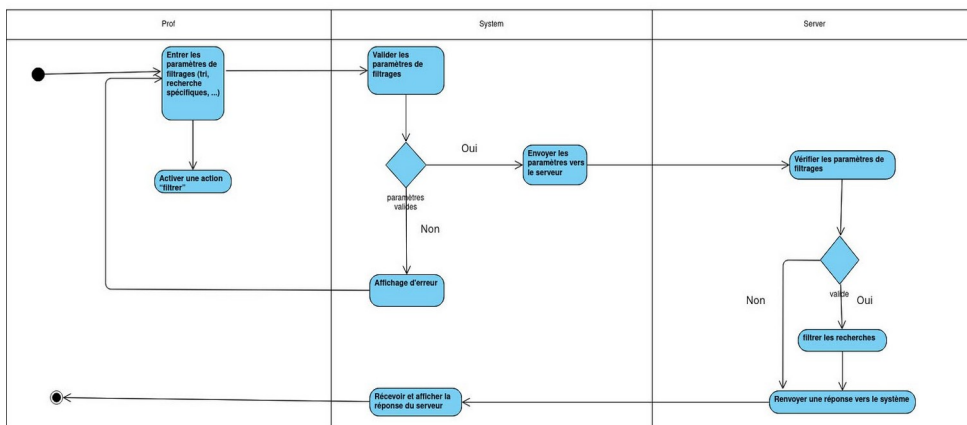 Prof
System
Server
Entrer les
paramètres de
filtrages (tri,
recherche
spécifiques, ...)
Activer une action
"filtrer"
Valider les
paramètres de
filtrages
Oui
paramètres
valides
Non
Envoyer les
paramètres vers
le serveur
Affichage d'erreur
Récevoir et afficher la
réponse du serveur
Vérifier les paramètres de
filtrages
valide
Non
Oui
filtrer les recherches
Renvoyer une réponse vers le système